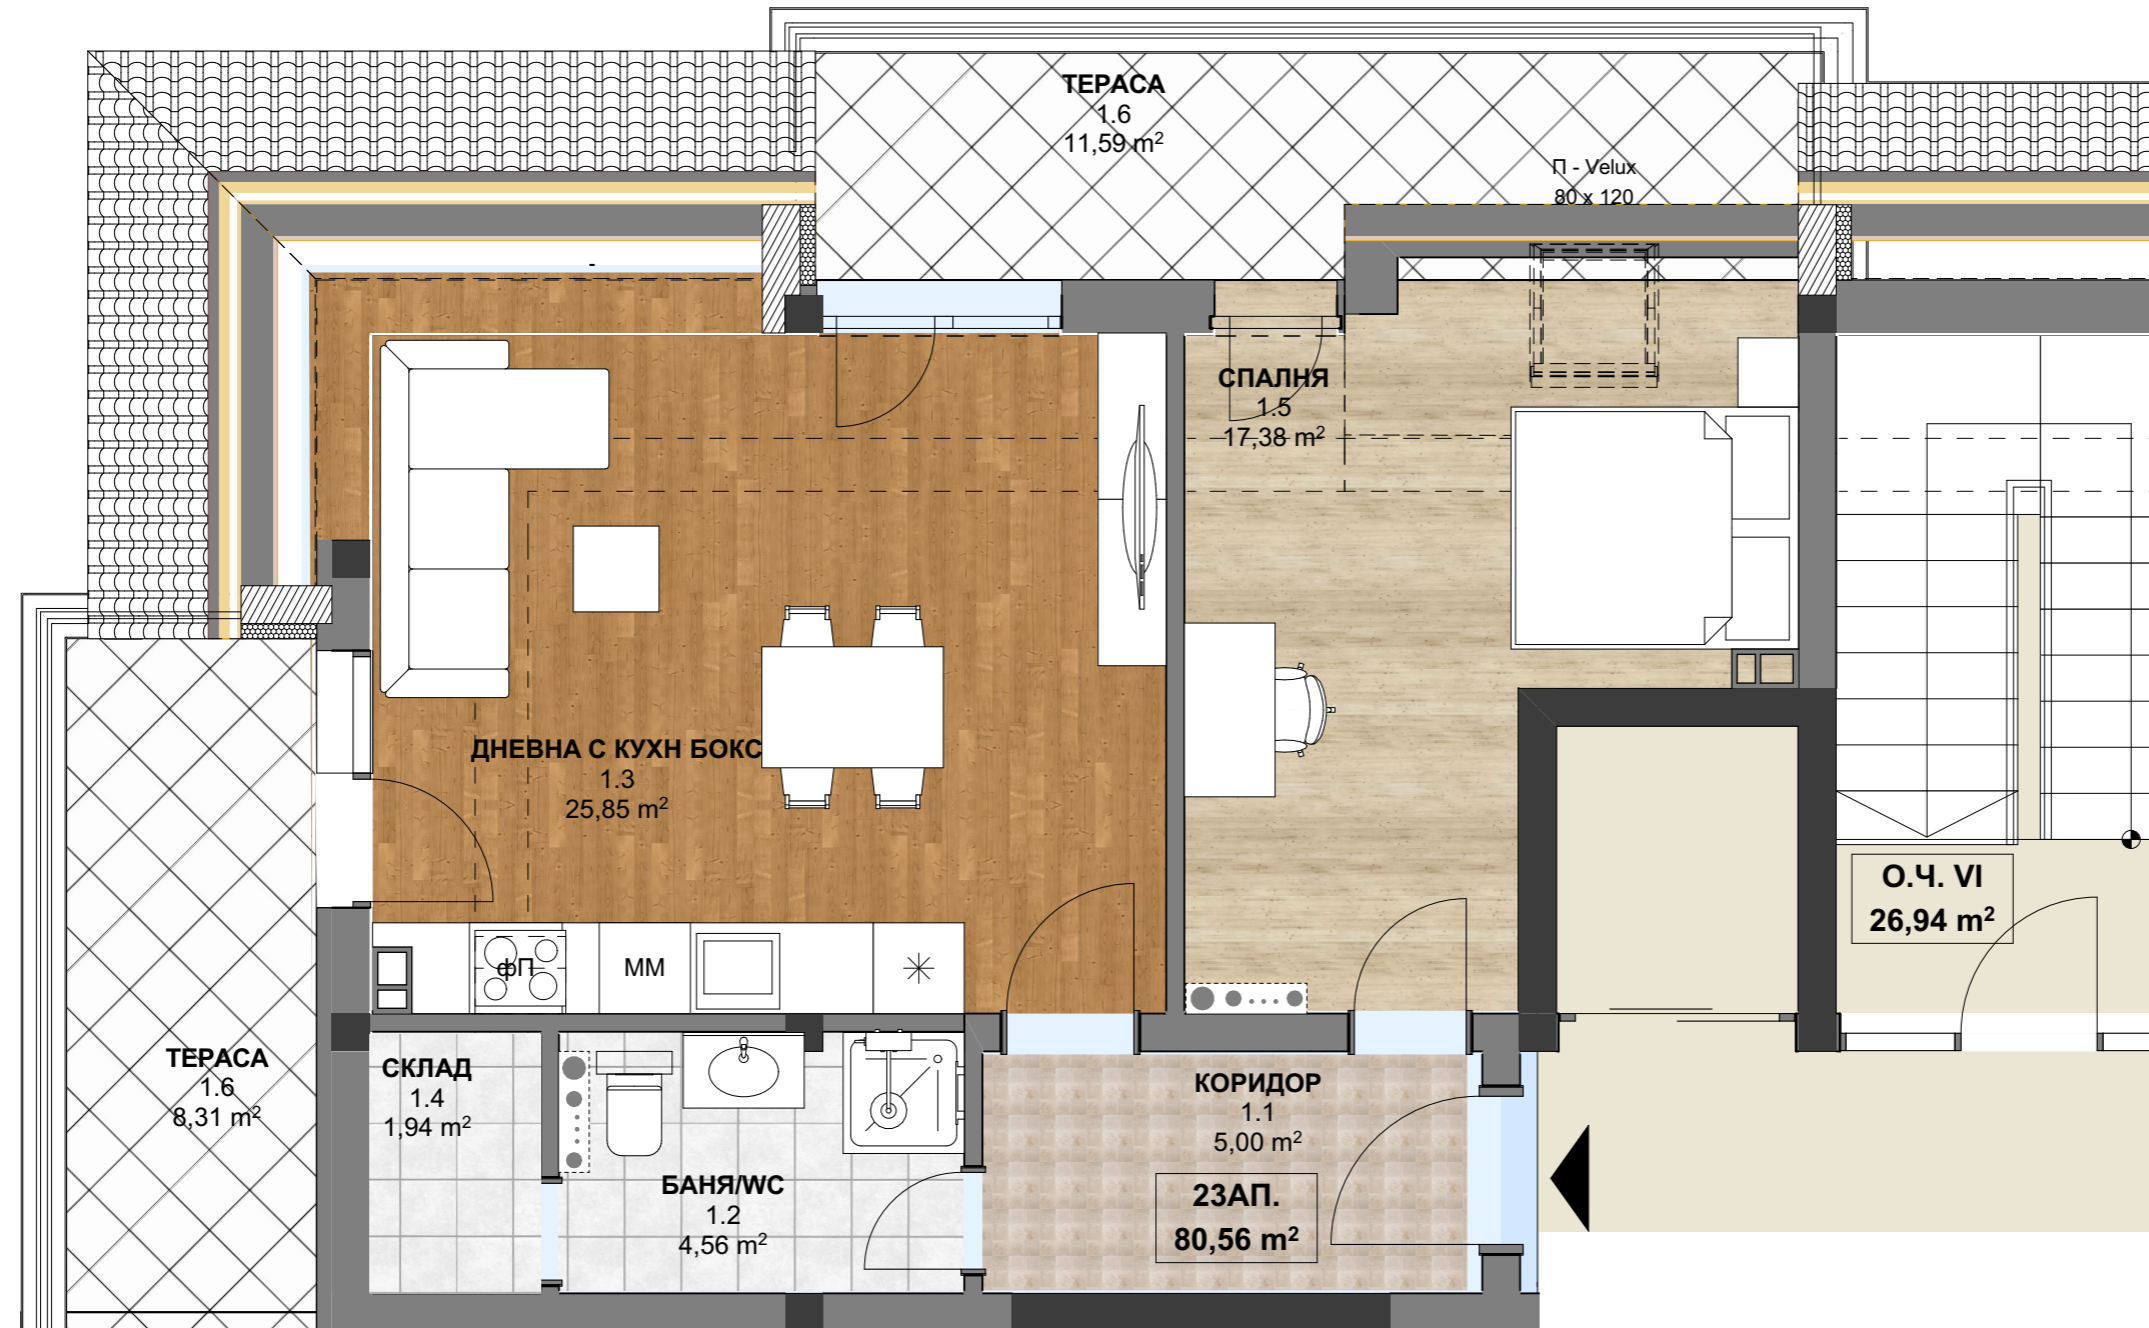 ТЕРАСА
1.6
11,59 m²
П - Velux
80 x 120
СПАЛНЯ
1.5
17,38 m²
ДНЕВНА С КУХН БОКС
1.3
25,85 m²
О.Ч. VI
26,94 m²
фП
ММ
ТЕРАСА
1.6
8,31 m²
СКЛАД
1.4
1,94 m²
БАНЯ/WC
1.2
4,56 m²
КОРИДОР
1.1
5,00 m²
23АП.
80,56 m²